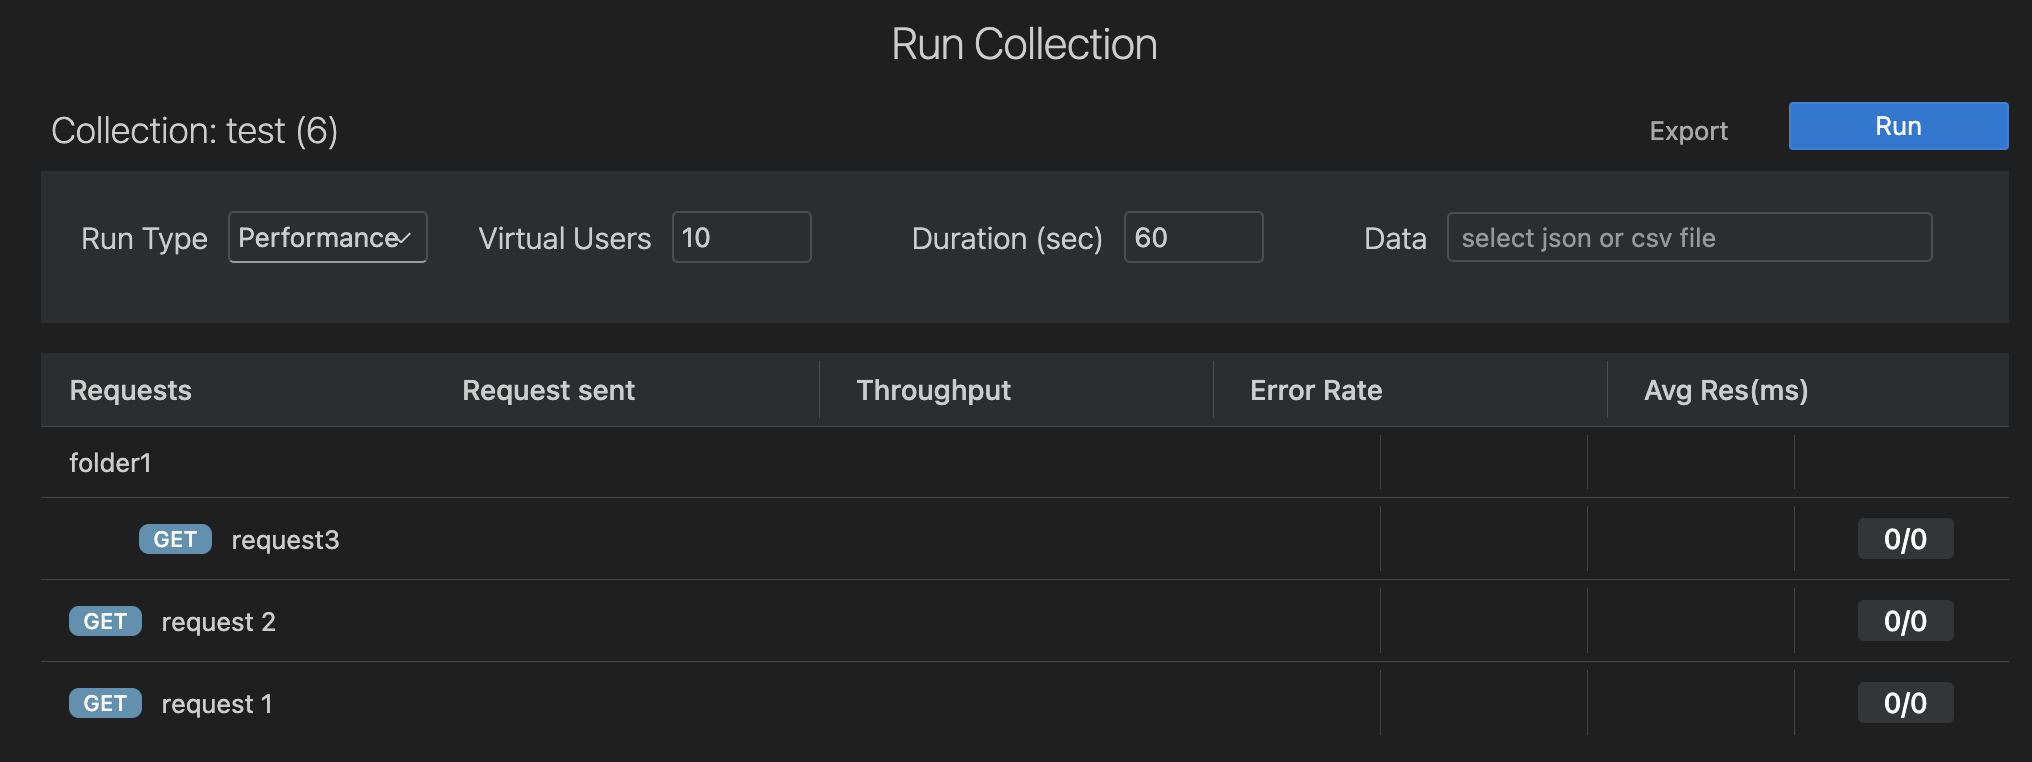 Run Collection
Collection: test (6) Export Run
Run Type Performance Virtual Users 10 Duration (sec) 60 Data select json or csv file
Requests Request sent Throughput Error Rate Avg Res(ms)
folder1
GET request3 0/0
GET request 2 0/0
GET request 1 0/0